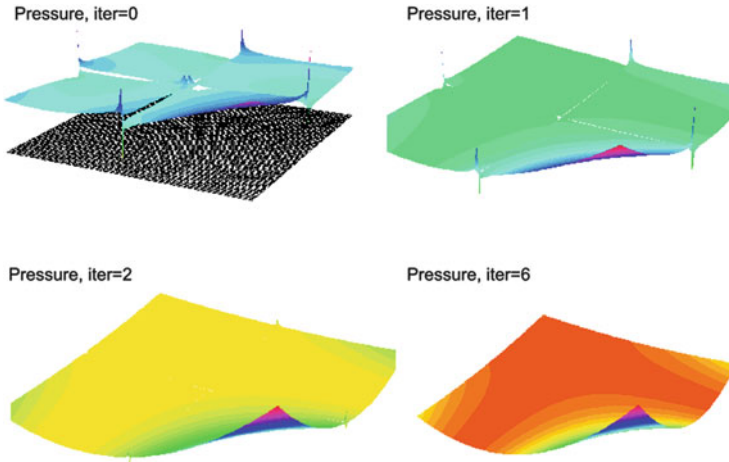 Pressure, iter=0
Pressure, iter=1
Pressure, iter=2
Pressure, iter=6